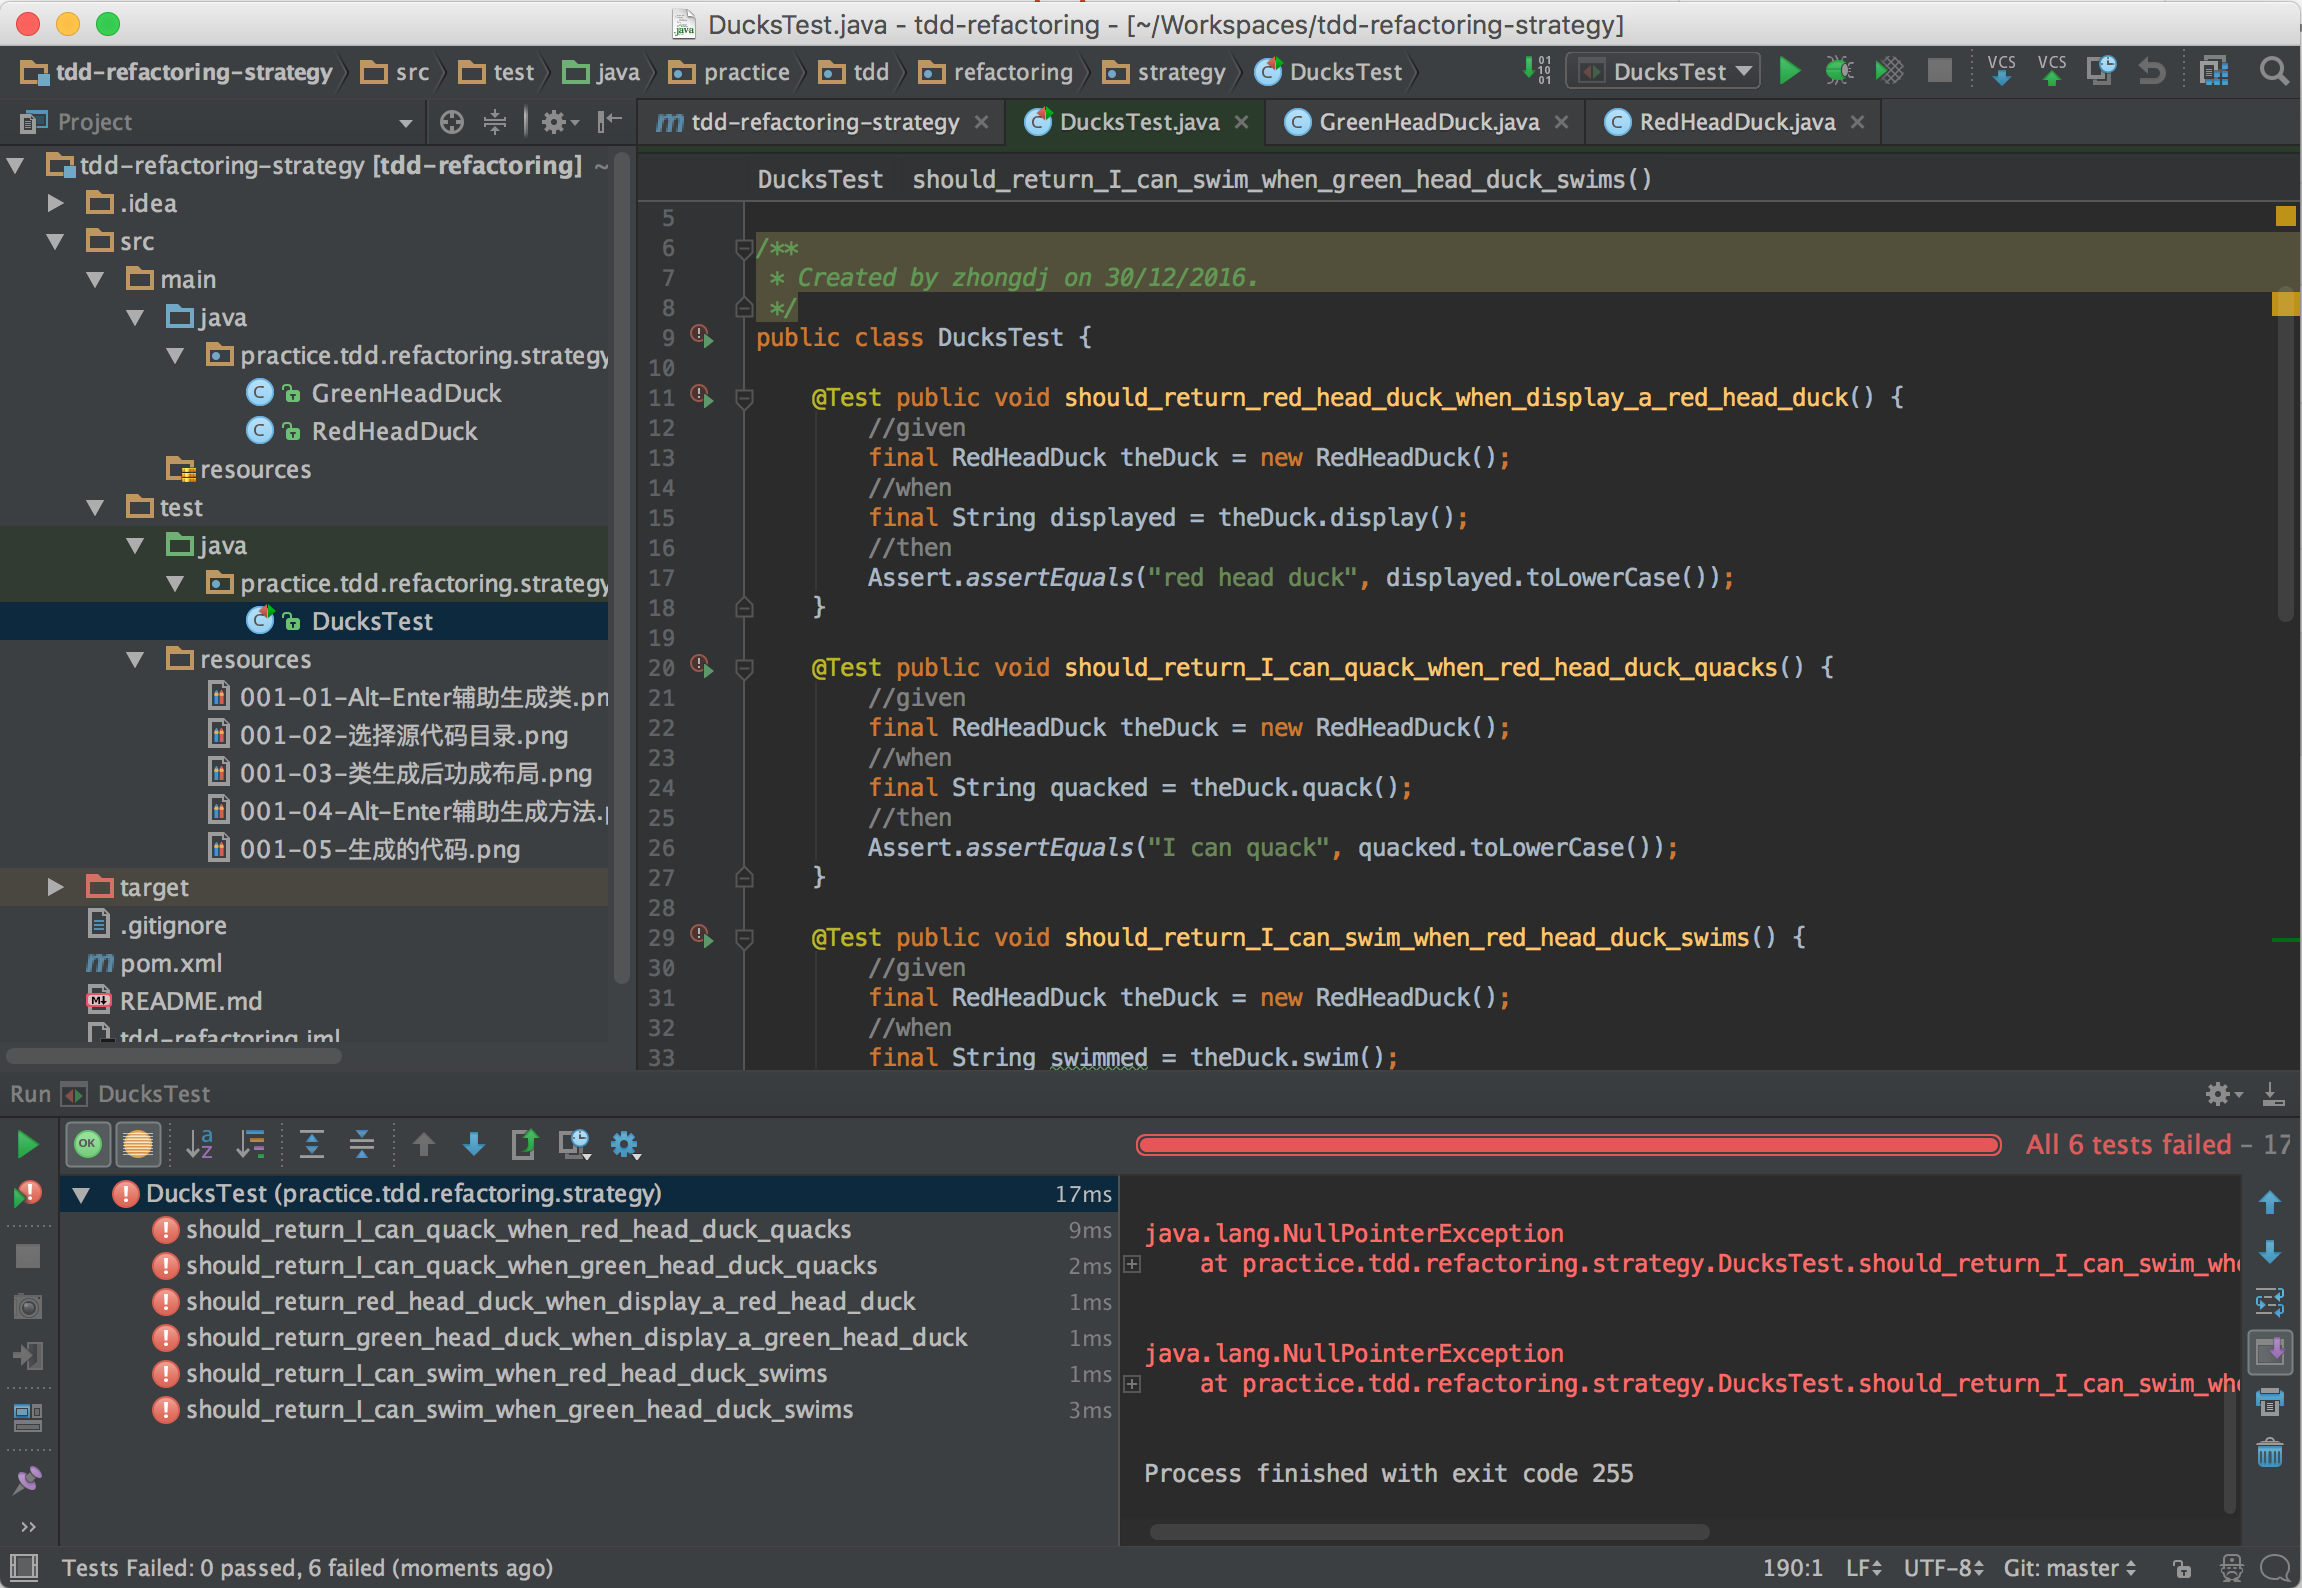 DucksTest.java - tdd-refactoring - [~/Workspaces/tdd-refactoring-strategy]
tdd-refactoring-strategy src test java practice tdd refactoring strategy DucksTest DucksTest VCS VCS
Project
tdd-refactoring-strategy DucksTest.java GreenHeadDuck.java RedHeadDuck.java
tdd-refactoring-strategy [tdd-refactoring] ~
.idea
src
main
java
practice.tdd.refactoring.strategy
GreenHeadDuck
RedHeadDuck
resources
test
java
practice.tdd.refactoring.strategy
DucksTest
resources
001-01-Alt-Enter辅助生成类.pn
001-02-选择源代码目录.png
001-03-类生成后功成布局.png
001-04-Alt-Enter辅助生成方法.
001-05-生成的代码.png
target
.gitignore
pom.xml
README.md
tdd-refactoring.iml
DucksTest should_return_I_can_swim_when_green_head_duck_swims()
5
6 /**
7 * Created by zhongdj on 30/12/2016.
8 */
9 public class DucksTest {
10
11 @Test public void should_return_red_head_duck_when_display_a_red_head_duck() {
12 //given
13 final RedHeadDuck theDuck = new RedHeadDuck();
14 //when
15 final String displayed = theDuck.display();
16 //then
17 Assert.assertEquals("red head duck", displayed.toLowerCase());
18 }
19
20 @Test public void should_return_I_can_quack_when_red_head_duck_quacks() {
21 //given
22 final RedHeadDuck theDuck = new RedHeadDuck();
23 //when
24 final String quacked = theDuck.quack();
25 //then
26 Assert.assertEquals("I can quack", quacked.toLowerCase());
27 }
28
29 @Test public void should_return_I_can_swim_when_red_head_duck_swims() {
30 //given
31 final RedHeadDuck theDuck = new RedHeadDuck();
32 //when
33 final String swimmed = theDuck.swim();
Run DucksTest
OK All 6 tests failed – 17
DucksTest (practice.tdd.refactoring.strategy) 17ms
should_return_I_can_quack_when_red_head_duck_quacks 9ms
should_return_I_can_quack_when_green_head_duck_quacks 2ms
should_return_red_head_duck_when_display_a_red_head_duck 1ms
should_return_green_head_duck_when_display_a_green_head_duck 1ms
should_return_I_can_swim_when_red_head_duck_swims 1ms
should_return_I_can_swim_when_green_head_duck_swims 3ms
java.lang.NullPointerException
at practice.tdd.refactoring.strategy.DucksTest.should_return_I_can_swim_whe
java.lang.NullPointerException
at practice.tdd.refactoring.strategy.DucksTest.should_return_I_can_swim_whe
Process finished with exit code 255
Tests Failed: 0 passed, 6 failed (moments ago) 190:1 LF UTF-8 Git: master